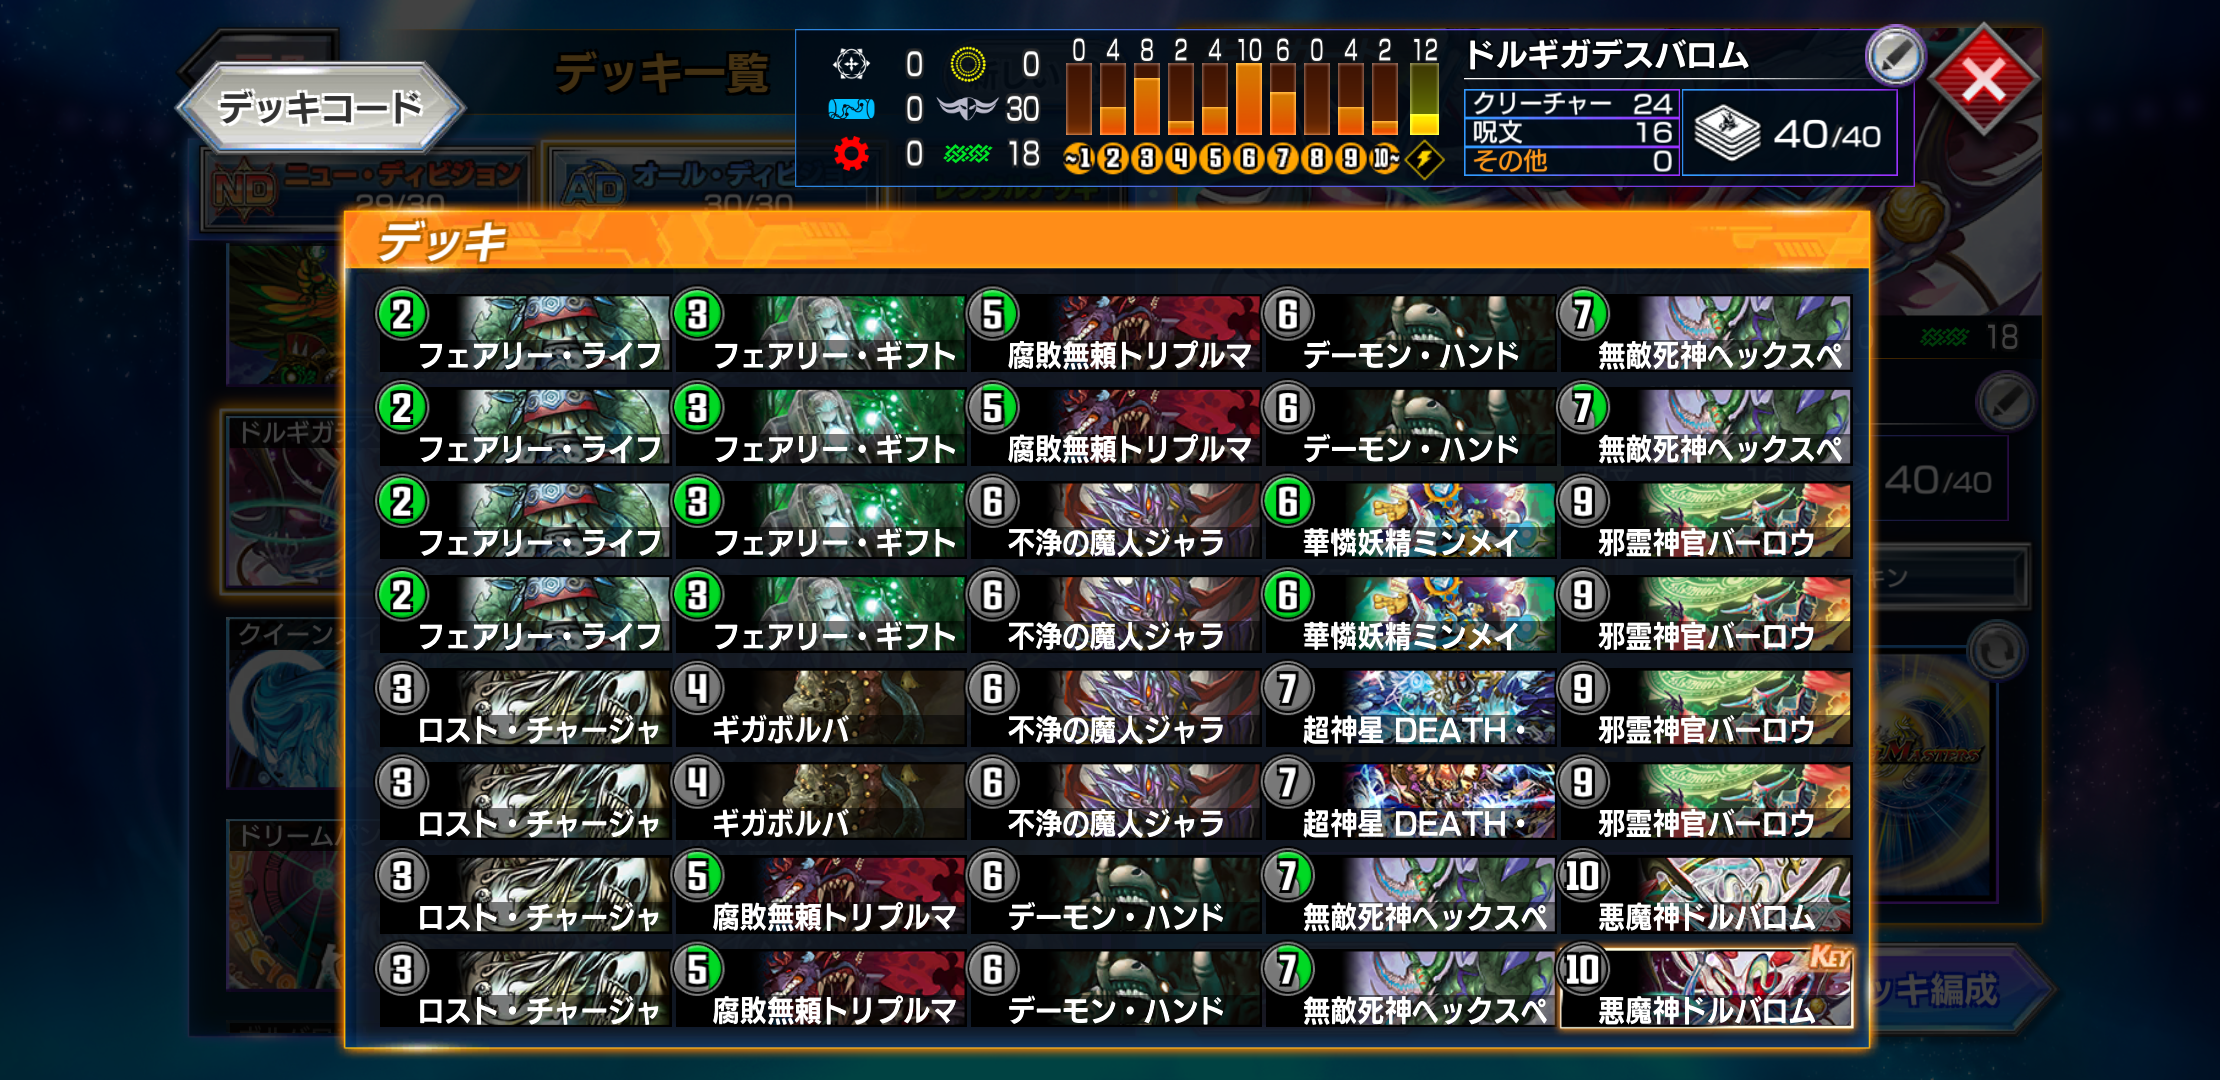 デッキコード
デッキ一覧
0 0
0 30
0 18
0 4 8 2 4 10 6 0 4 2 12
~1 2 3 4 5 6 7 8 9 10~
ドルギガデスバロム
クリーチャー 24
呪文 16
その他 0
40/40
ND ニュー・ディビジョン
29/30
AD オール・ディビジョン
30/30
デッキ
2 フェアリー・ライフ
3 フェアリー・ギフト
5 腐敗無頼トリプルマ
6 デーモン・ハンド
7 無敵死神ヘックスペ
2 フェアリー・ライフ
3 フェアリー・ギフト
5 腐敗無頼トリプルマ
6 デーモン・ハンド
7 無敵死神ヘックスペ
2 フェアリー・ライフ
3 フェアリー・ギフト
6 不浄の魔人ジャラ
6 華憐妖精ミンメイ
9 邪霊神官バーロウ
2 フェアリー・ライフ
3 フェアリー・ギフト
6 不浄の魔人ジャラ
6 華憐妖精ミンメイ
9 邪霊神官バーロウ
3 ロスト・チャージャ
4 ギガボルバ
6 不浄の魔人ジャラ
7 超神星 DEATH・
9 邪霊神官バーロウ
3 ロスト・チャージャ
4 ギガボルバ
6 不浄の魔人ジャラ
7 超神星 DEATH・
9 邪霊神官バーロウ
3 ロスト・チャージャ
5 腐敗無頼トリプルマ
6 デーモン・ハンド
7 無敵死神ヘックスペ
10 悪魔神ドルバロム
3 ロスト・チャージャ
5 腐敗無頼トリプルマ
6 デーモン・ハンド
7 無敵死神ヘックスペ
KEY
10 悪魔神ドルバロム
18
ドルギガデ
40/40
クイーン
ドリーム
ッキ編成